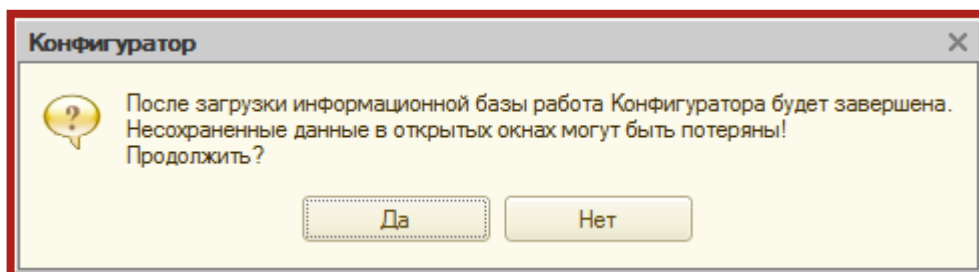 Конфигуратор
После загрузки информационной базы работа Конфигуратора будет завершена.
Несохраненные данные в открытых окнах могут быть потеряны!
Продолжить?
Да
Нет